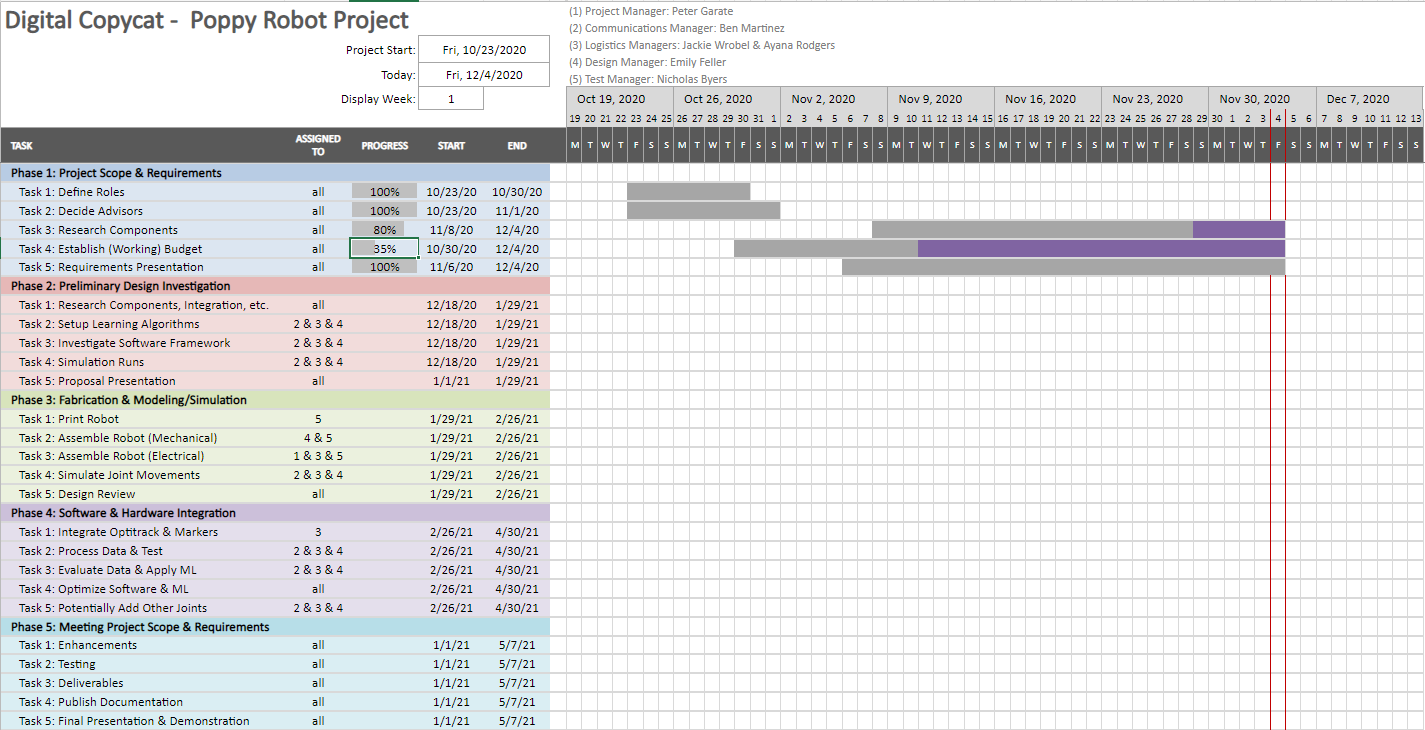 Digital Copycat - Poppy Robot Project
(1) Project Manager: Peter Garate
(2) Communications Manager: Ben Martinez
(3) Logistics Managers: Jackie Wrobel & Ayana Rodgers
(4) Design Manager: Emily Feller
(5) Test Manager: Nicholas Byers
Project Start: Fri, 10/23/2020
Today: Fri, 12/4/2020
Display Week: 1
Oct 19, 2020 Oct 26, 2020 Nov 2, 2020 Nov 9, 2020 Nov 16, 2020 Nov 23, 2020 Nov 30, 2020 Dec 7, 2020
19 20 21 22 23 24 25 26 27 28 29 30 31 1 2 3 4 5 6 7 8 9 10 11 12 13 14 15 16 17 18 19 20 21 22 23 24 25 26 27 28 29 30 1 2 3 4 5 6 7 8 9 10 11 12 13
TASK ASSIGNED TO PROGRESS START END M T W T F S S M T W T F S S M T W T F S S M T W T F S S M T W T F S S M T W T F S S M T W T F S S M T W T F S S
Phase 1: Project Scope & Requirements
Task 1: Define Roles all 100% 10/23/20 10/30/20
Task 2: Decide Advisors all 100% 10/23/20 11/1/20
Task 3: Research Components all 80% 11/8/20 12/4/20
Task 4: Establish (Working) Budget all 35% 10/30/20 12/4/20
Task 5: Requirements Presentation all 100% 11/6/20 12/4/20
Phase 2: Preliminary Design Investigation
Task 1: Research Components, Integration, etc. all 12/18/20 1/29/21
Task 2: Setup Learning Algorithms 2 & 3 & 4 12/18/20 1/29/21
Task 3: Investigate Software Framework 2 & 3 & 4 12/18/20 1/29/21
Task 4: Simulation Runs 2 & 3 & 4 12/18/20 1/29/21
Task 5: Proposal Presentation all 1/1/21 1/29/21
Phase 3: Fabrication & Modeling/Simulation
Task 1: Print Robot 5 1/29/21 2/26/21
Task 2: Assemble Robot (Mechanical) 4 & 5 1/29/21 2/26/21
Task 3: Assemble Robot (Electrical) 1 & 3 & 5 1/29/21 2/26/21
Task 4: Simulate Joint Movements 2 & 3 & 4 1/29/21 2/26/21
Task 5: Design Review all 1/29/21 2/26/21
Phase 4: Software & Hardware Integration
Task 1: Integrate Optitrack & Markers 3 2/26/21 4/30/21
Task 2: Process Data & Test 2 & 3 & 4 2/26/21 4/30/21
Task 3: Evaluate Data & Apply ML 2 & 3 & 4 2/26/21 4/30/21
Task 4: Optimize Software & ML all 2/26/21 4/30/21
Task 5: Potentially Add Other Joints 2 & 3 & 4 2/26/21 4/30/21
Phase 5: Meeting Project Scope & Requirements
Task 1: Enhancements all 1/1/21 5/7/21
Task 2: Testing all 1/1/21 5/7/21
Task 3: Deliverables all 1/1/21 5/7/21
Task 4: Publish Documentation all 1/1/21 5/7/21
Task 5: Final Presentation & Demonstration all 1/1/21 5/7/21